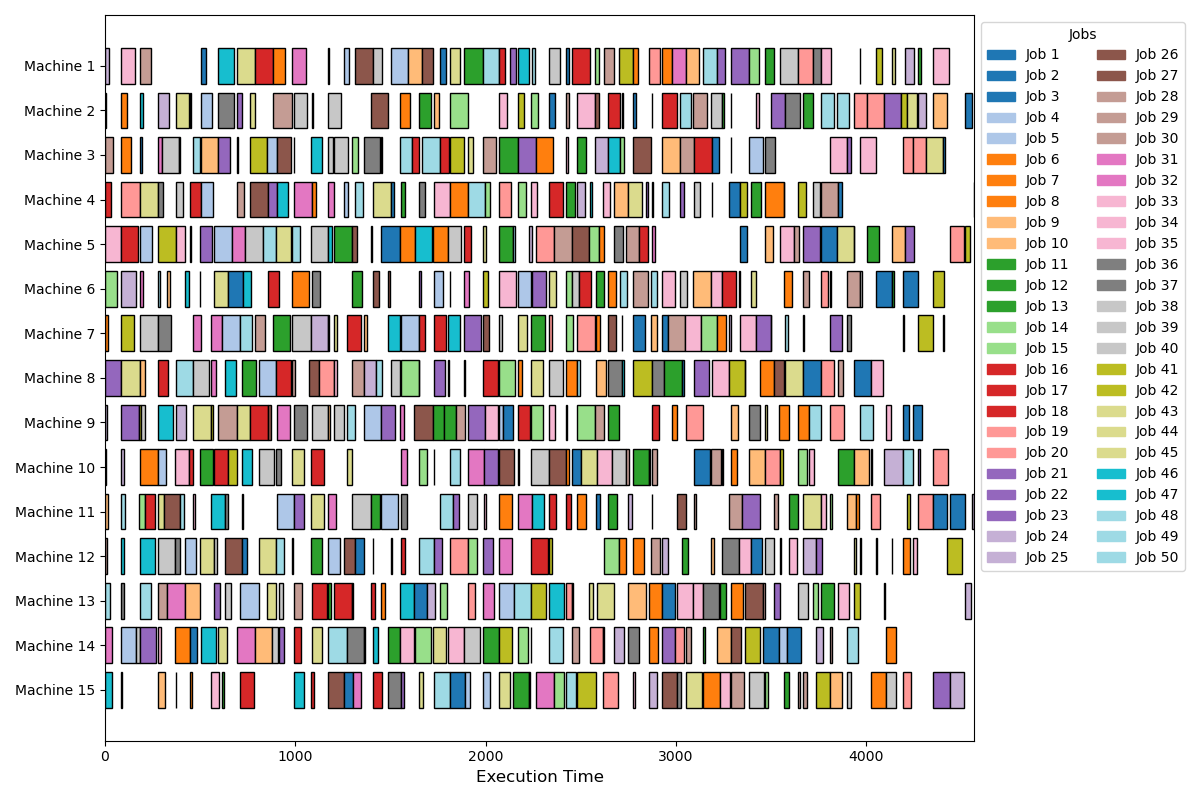 Machine 1
Machine 2
Machine 3
Machine 4
Machine 5
Machine 6
Machine 7
Machine 8
Machine 9
Machine 10
Machine 11
Machine 12
Machine 13
Machine 14
Machine 15
0 1000 2000 3000 4000
Execution Time
Jobs
Job 1
Job 2
Job 3
Job 4
Job 5
Job 6
Job 7
Job 8
Job 9
Job 10
Job 11
Job 12
Job 13
Job 14
Job 15
Job 16
Job 17
Job 18
Job 19
Job 20
Job 21
Job 22
Job 23
Job 24
Job 25
Job 26
Job 27
Job 28
Job 29
Job 30
Job 31
Job 32
Job 33
Job 34
Job 35
Job 36
Job 37
Job 38
Job 39
Job 40
Job 41
Job 42
Job 43
Job 44
Job 45
Job 46
Job 47
Job 48
Job 49
Job 50